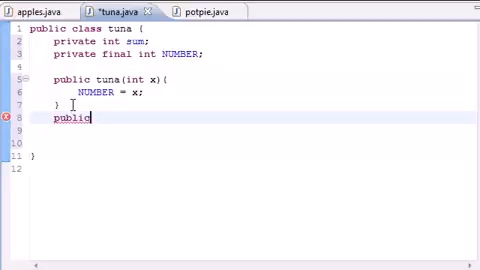 apples.java
*tuna.java
potpie.java
1 public class tuna {
2 private int sum;
3 private final int NUMBER;
4
5 public tuna(int x){
6 NUMBER = x;
7 }
8 public
9
10
11 }
12